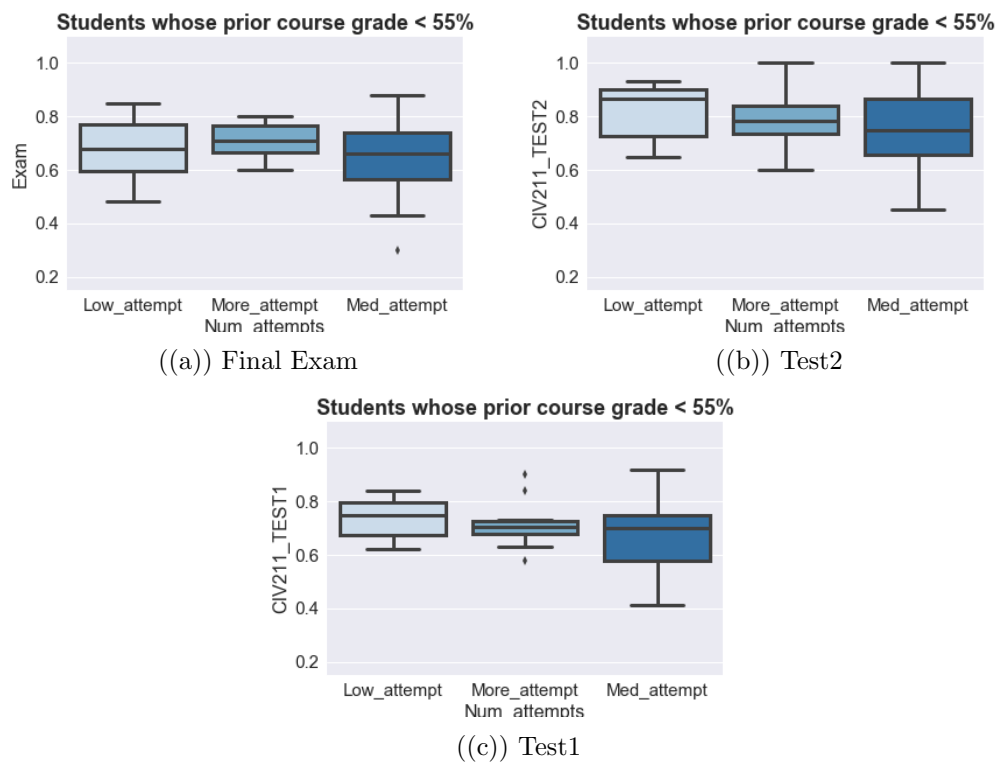 Students whose prior course grade < 55%
1.0
0.8
0.6
0.4
0.2
Exam
Low_attempt More_attempt Med_attempt
Num_attempts
((a)) Final Exam
Students whose prior course grade < 55%
1.0
0.8
0.6
0.4
0.2
CIV211_TEST2
Low_attempt More_attempt Med_attempt
Num_attempts
((b)) Test2
Students whose prior course grade < 55%
1.0
0.8
0.6
0.4
0.2
CIV211_TEST1
Low_attempt More_attempt Med_attempt
Num_attempts
((c)) Test1